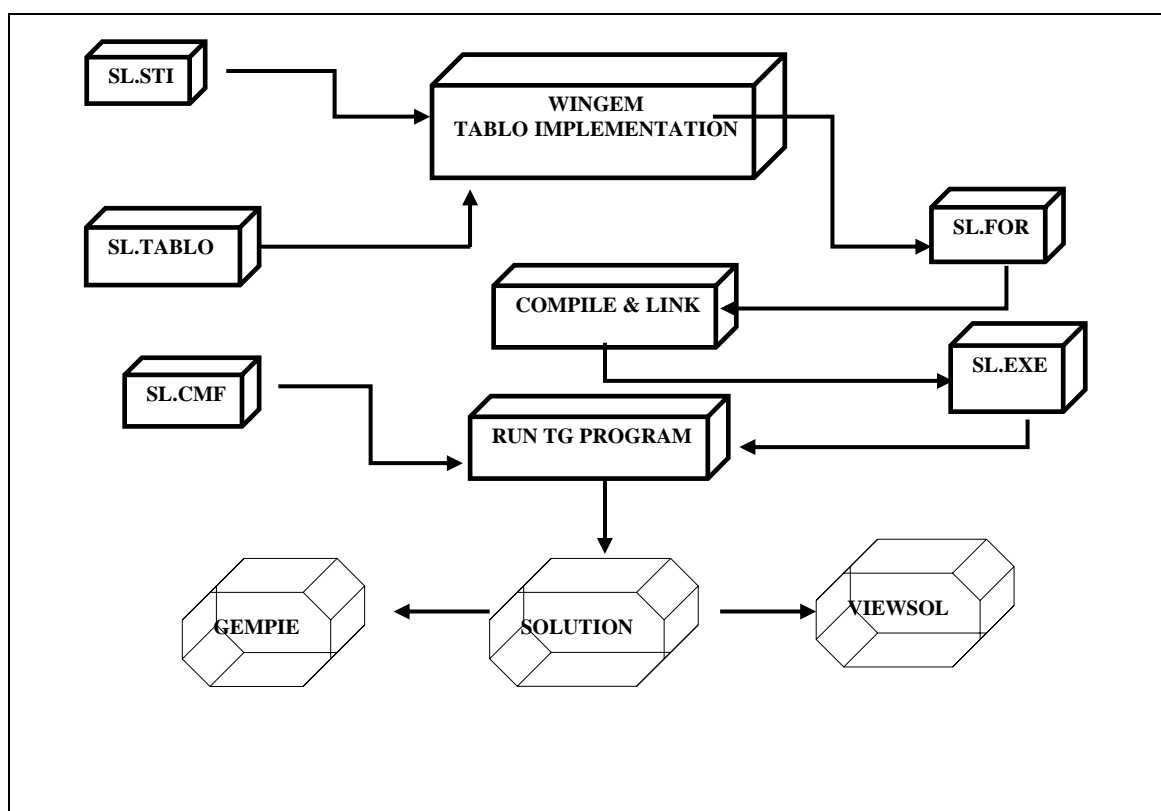 SL.STI
WINGEM
TABLO IMPLEMENTATION
SL.TABLO
SL.FOR
COMPILE & LINK
SL.EXE
SL.CMF
RUN TG PROGRAM
GEMPIE
SOLUTION
VIEWSOL